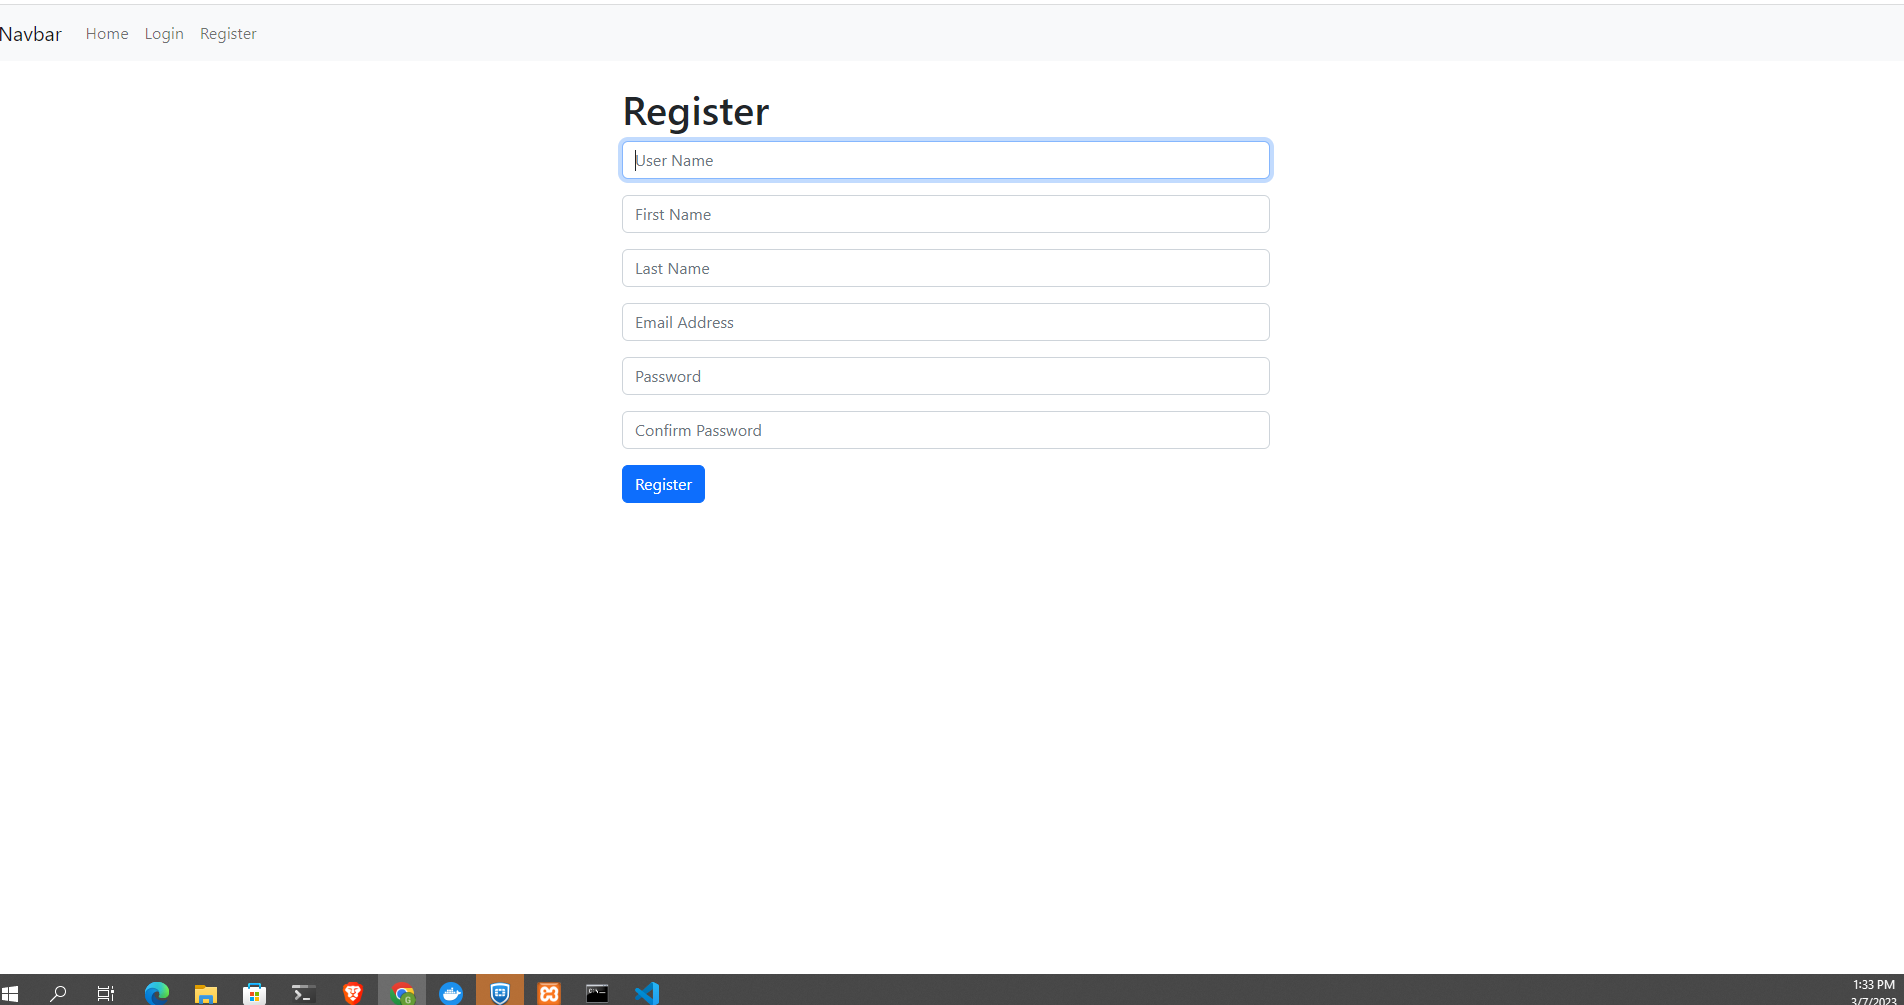 Navbar Home Login Register
Register
User Name
First Name
Last Name
Email Address
Password
Confirm Password
Register
1:33 PM
3/7/2023